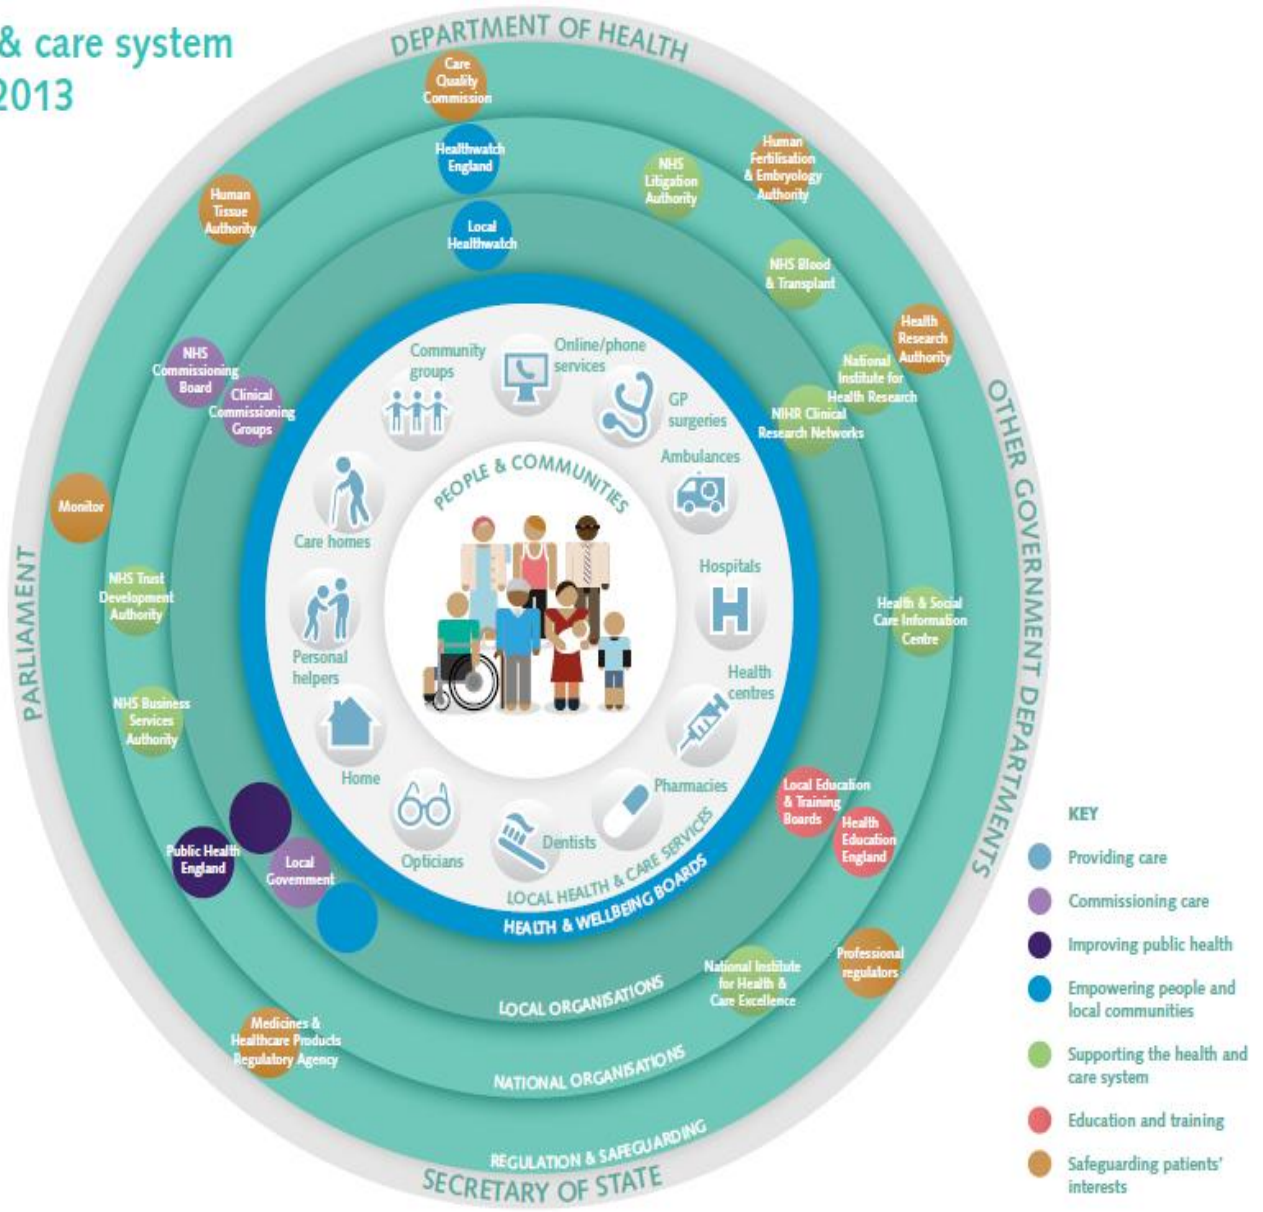 & care system
2013
DEPARTMENT OF HEALTH
Care
Quality
Commission
Healthwatch
England
Local
Healthwatch
NHS
Litigation
Authority
Human
Fertilisation
& Embryology
Authority
Human
Tissue
Authority
NHS Blood
& Transplant
Health
Research
Authority
National
Institute for
Health Research
NIHR Clinical
Research Networks
NHS
Commissioning
Board
Clinical
Commissioning
Groups
Community
groups
Online/phone
services
GP
surgeries
Ambulances
PEOPLE & COMMUNITIES
OTHER GOVERNMENT DEPARTMENTS
Monitor
Care homes
PARLIAMENT
NHS Trust
Development
Authority
Hospitals
H
Health & Social
Care Information
Centre
Personal
helpers
Health
centres
NHS Business
Services
Authority
Home
Pharmacies
Local Education
& Training
Boards
Health
Education
England
Opticians
Dentists
LOCAL HEALTH & CARE SERVICES
HEALTH & WELLBEING BOARDS
Public Health
England
Local
Government
National Institute
for Health &
Care Excellence
Professional
regulators
LOCAL ORGANISATIONS
Medicines &
Healthcare Products
Regulatory Agency
NATIONAL ORGANISATIONS
REGULATION & SAFEGUARDING
SECRETARY OF STATE
KEY
Providing care
Commissioning care
Improving public health
Empowering people and
local communities
Supporting the health and
care system
Education and training
Safeguarding patients'
interests